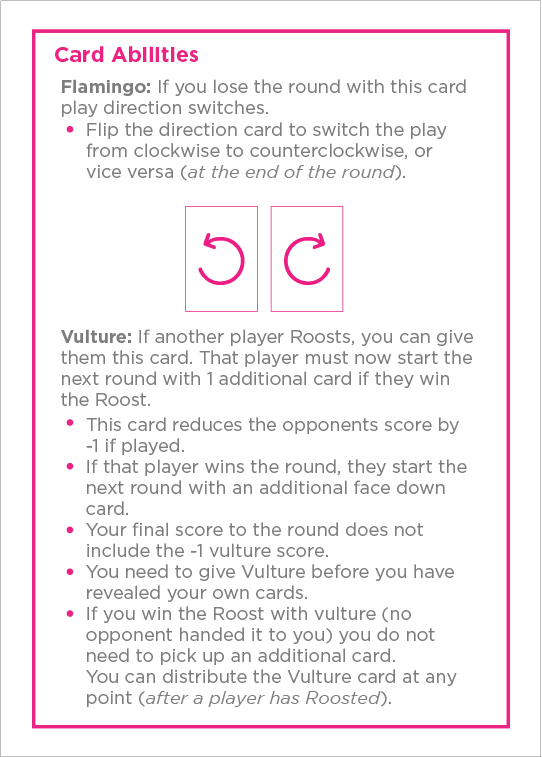 Card Abilities
Flamingo: If you lose the round with this card
play direction switches.
• Flip the direction card to switch the play
from clockwise to counterclockwise, or
vice versa (at the end of the round).
Vulture: If another player Roosts, you can give
them this card. That player must now start the
next round with 1 additional card if they win
the Roost.
• This card reduces the opponents score by
-1 if played.
• If that player wins the round, they start the
next round with an additional face down
card.
• Your final score to the round does not
include the -1 vulture score.
• You need to give Vulture before you have
revealed your own cards.
• If you win the Roost with vulture (no
opponent handed it to you) you do not
need to pick up an additional card.
You can distribute the Vulture card at any
point (after a player has Roosted).